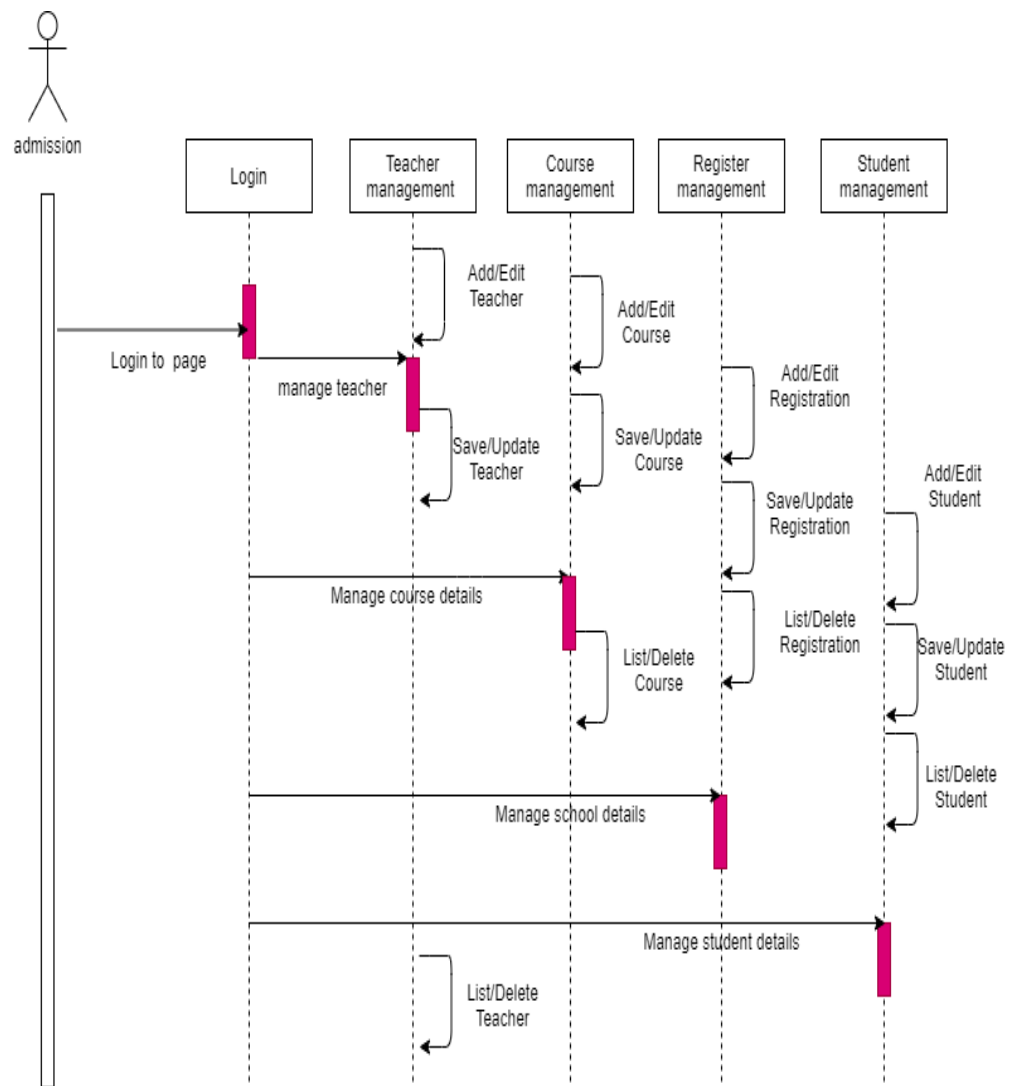 admission
Login
Teacher
management
Course
management
Register
management
Student
management
Add/Edit
Teacher
Add/Edit
Course
Login to  page
manage teacher
Add/Edit
Registration
Save/Update
Teacher
Save/Update
Course
Add/Edit
Student
Save/Update
Registration
Manage course details
List/Delete
Registration
List/Delete
Course
Save/Update
Student
List/Delete
Student
Manage school details
Manage student details
List/Delete
Teacher